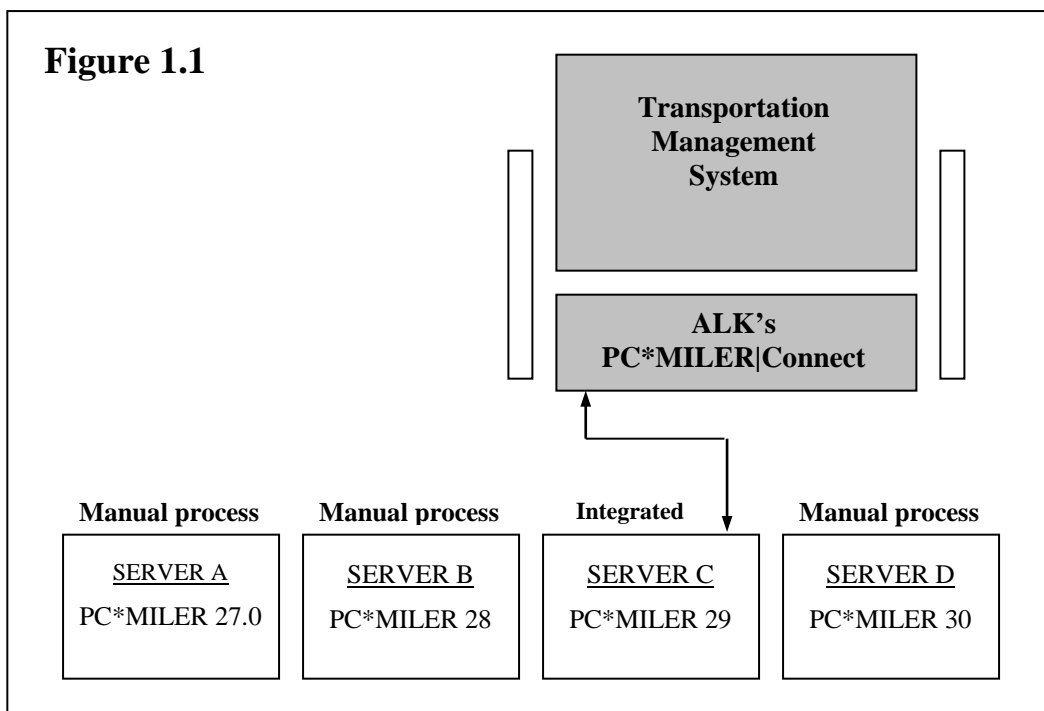 Figure 1.1
Transportation
Management
System
ALK’s
PC*MILER|Connect
Manual process
Manual process
Integrated
Manual process
SERVER A
PC*MILER 27.0
SERVER B
PC*MILER 28
SERVER C
PC*MILER 29
SERVER D
PC*MILER 30